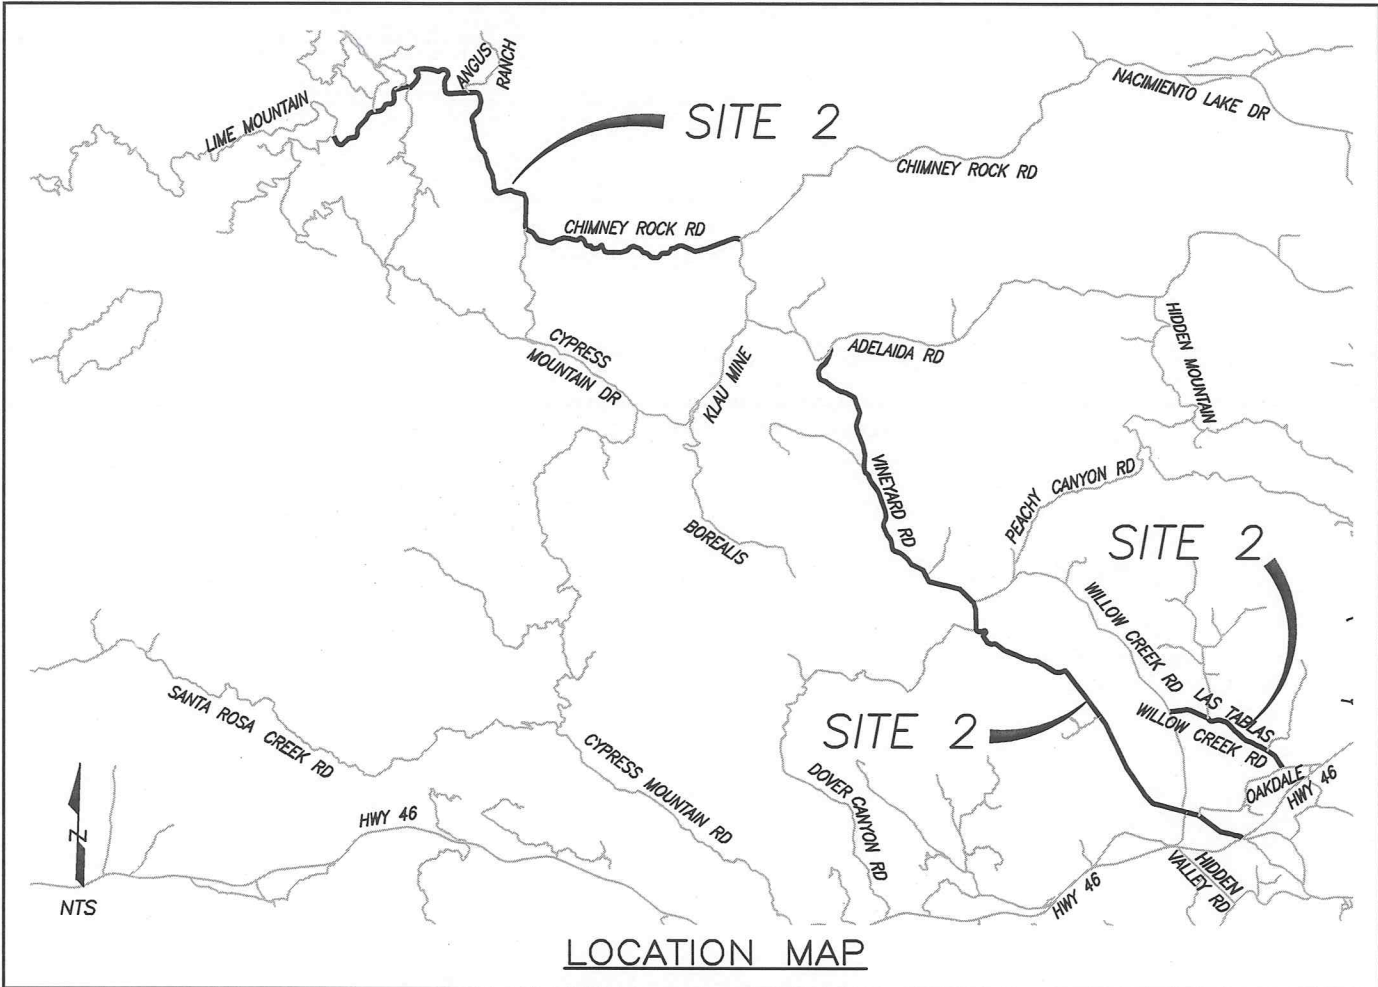 ANGUS
RANCH
LIME MOUNTAIN
SITE 2
NACIMIENTO LAKE DR
CHIMNEY ROCK RD
CHIMNEY ROCK RD
HIDDEN MOUNTAIN
CYPRESS
MOUNTAIN DR
KLAU MINE
ADELAIDA RD
VINEYARD RD
PEACHY CANYON RD
BOREALIS
SITE 2
WILLOW CREEK RD
LAS TABLAS
WILLOW CREEK RD
SANTA ROSA CREEK RD
SITE 2
CYPRESS MOUNTAIN RD
DOVER CANYON RD
OAKDALE
HWY 46
HWY 46
HWY 46
HIDDEN
VALLEY RD
N
NTS
LOCATION MAP